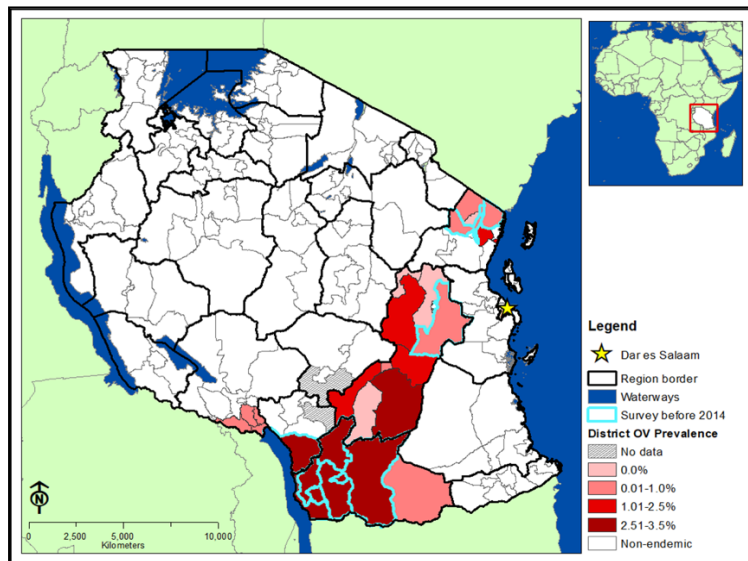 Legend
Dar es Salaam
Region border
Waterways
Survey before 2014
District OV Prevalence
No data
0.0%
0.01-1.0%
1.01-2.5%
2.51-3.5%
Non-endemic
N
0 2,500 5,000 10,000
Kilometers